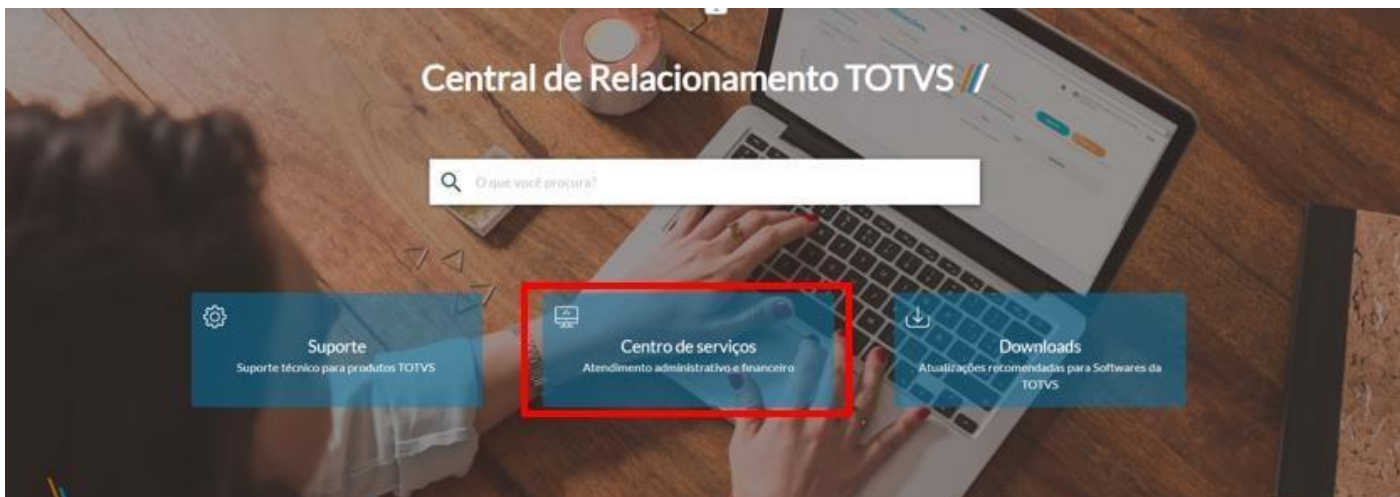 Central de Relacionamento TOTVS
O que você procura?
Suporte
Suporte técnico para produtos TOTVS
Centro de serviços
Atendimento administrativo e financeiro
Downloads
Atualizações recomendadas para Softwares da
TOTVS